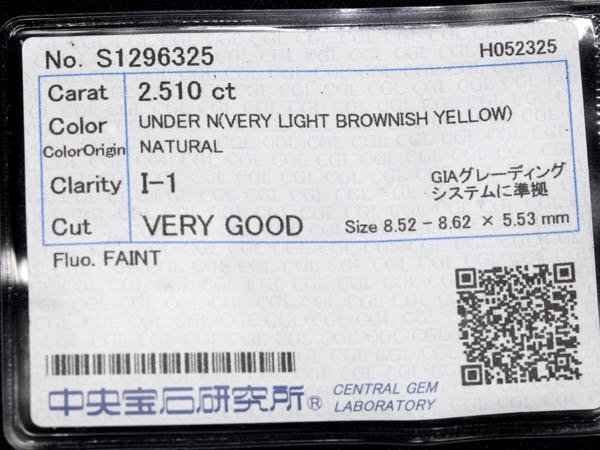 No. S1296325 H052325
Carat 2.510 ct
Color UNDER N(VERY LIGHT BROWNISH YELLOW)
ColorOrigin NATURAL
Clarity I-1 GIAグレーディング
システムに準拠
Cut VERY GOOD Size 8.52 - 8.62 × 5.53 mm
Fluo. FAINT
中央宝石研究所® CENTRAL GEM
LABORATORY